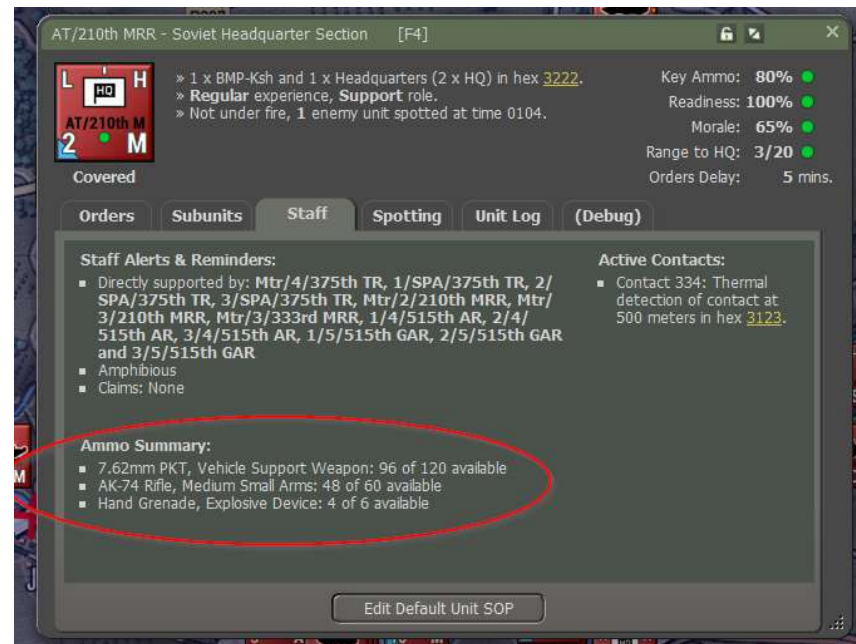 AT/210th MRR - Soviet Headquarter Section [F4]
L H
HQ
AT/210th M
2 M
Covered
» 1 x BMP-Ksh and 1 x Headquarters (2 x HQ) in hex 3222.
» Regular experience, Support role.
» Not under fire, 1 enemy unit spotted at time 0104.
Key Ammo: 80%
Readiness: 100%
Morale: 65%
Range to HQ: 3/20
Orders Delay: 5 mins.
Orders Subunits Staff Spotting Unit Log (Debug)
Staff Alerts & Reminders:
Directly supported by: Mtr/4/375th TR, 1/SPA/375th TR, 2/
SPA/375th TR, 3/SPA/375th TR, Mtr/2/210th MRR, Mtr/
3/210th MRR, Mtr/3/333rd MRR, 1/4/515th AR, 2/4/
515th AR, 3/4/515th AR, 1/5/515th GAR, 2/5/515th GAR
and 3/5/515th GAR
Amphibious
Claims: None
Active Contacts:
Contact 334: Thermal
detection of contact at
500 meters in hex 3123.
Ammo Summary:
7.62mm PKT, Vehicle Support Weapon: 96 of 120 available
AK-74 Rifle, Medium Small Arms: 48 of 60 available
Hand Grenade, Explosive Device: 4 of 6 available
Edit Default Unit SOP